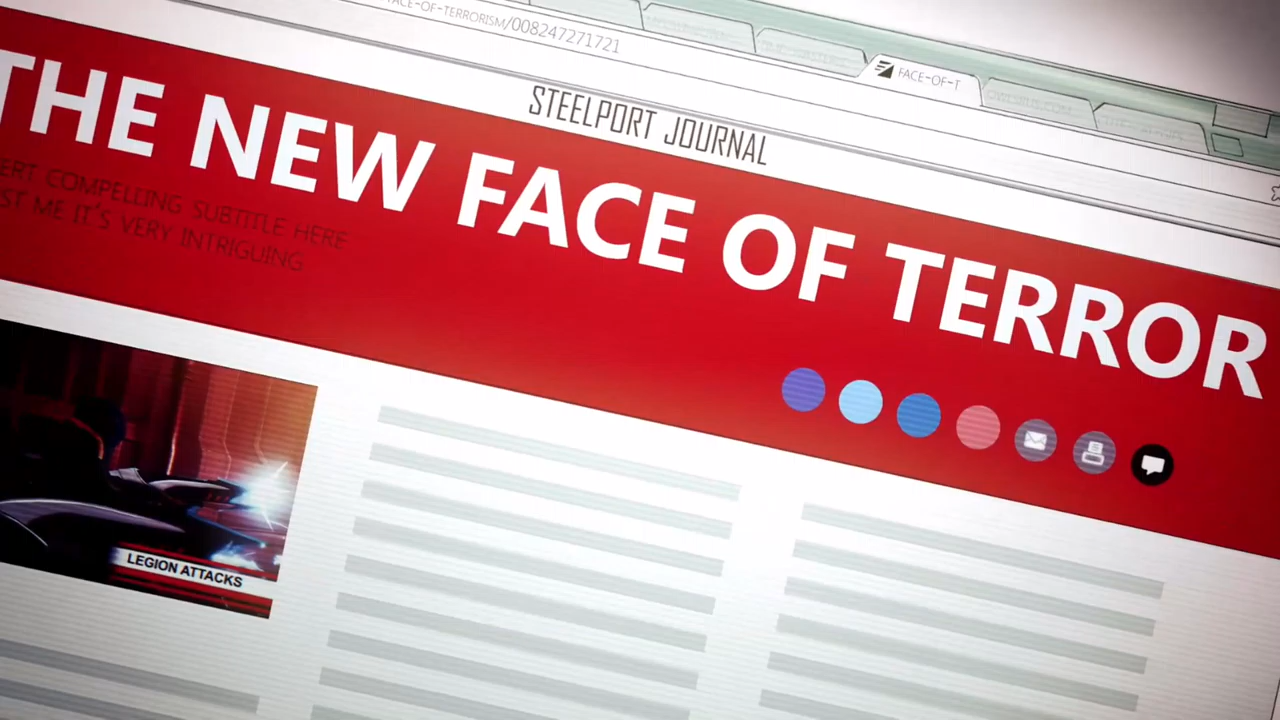 FACE-OF-TERRORISM/008247271721
FACE-OF-T
STEELPORT JOURNAL
THE NEW FACE OF TERROR
ERT COMPELLING SUBTITLE HERE
ST ME IT'S VERY INTRIGUING
LEGION ATTACKS